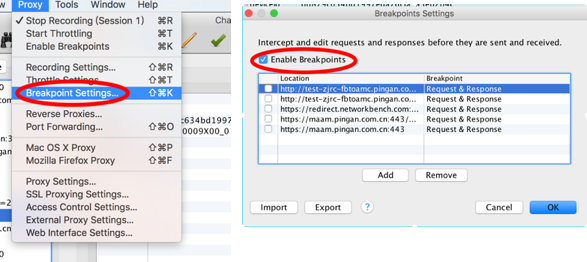 Proxy Tools Window Help
✓ Stop Recording (Session 1) ⌘R
Start Throttling ⌘T
Enable Breakpoints ⌘K
Recording Settings... ⇧⌘R
Throttle Settings... ⇧⌘T
Breakpoint Settings... ⇧⌘K
Reverse Proxies...
Port Forwarding... ⇧⌘O
Mac OS X Proxy ⇧⌘P
Mozilla Firefox Proxy ⇧⌘F
Proxy Settings...
SSL Proxying Settings...
Access Control Settings...
External Proxy Settings...
Web Interface Settings...
Cha
c634bd1997
0009X00_03
Breakpoints Settings
Intercept and edit requests and responses before they are sent and received.
Enable Breakpoints
Location Breakpoint
http://test-zjrc-fbtoamc.pingan.co... Request & Response
http://test-zjrc-fbtoamc.pingan.co... Request & Response
https://redirect.networkbench.com:... Request & Response
https://maam.pingan.com.cn:443/... Request & Response
https://maam.pingan.com.cn:443 Request & Response
Add Remove
Import Export ? Cancel OK